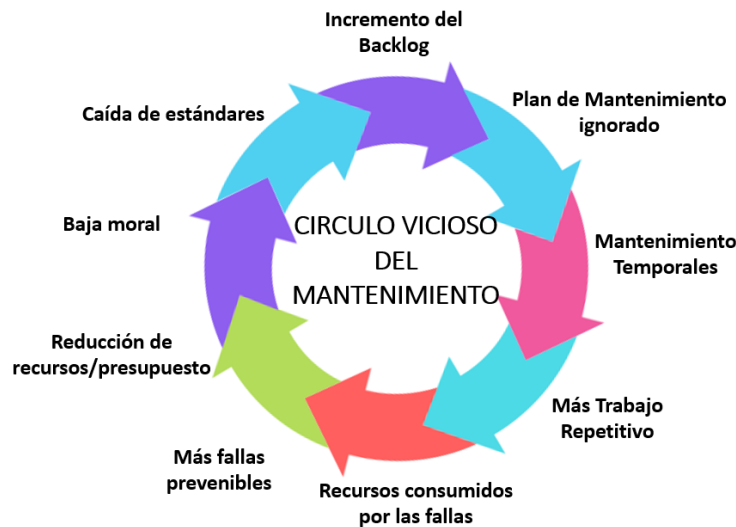 Incremento del
Backlog
Plan de Mantenimiento
ignorado
Mantenimiento
Temporales
Más Trabajo
Repetitivo
Recursos consumidos
por las fallas
Más fallas
prevenibles
Reducción de
recursos/presupuesto
Baja moral
Caída de estándares
CIRCULO VICIOSO
DEL
MANTENIMIENTO